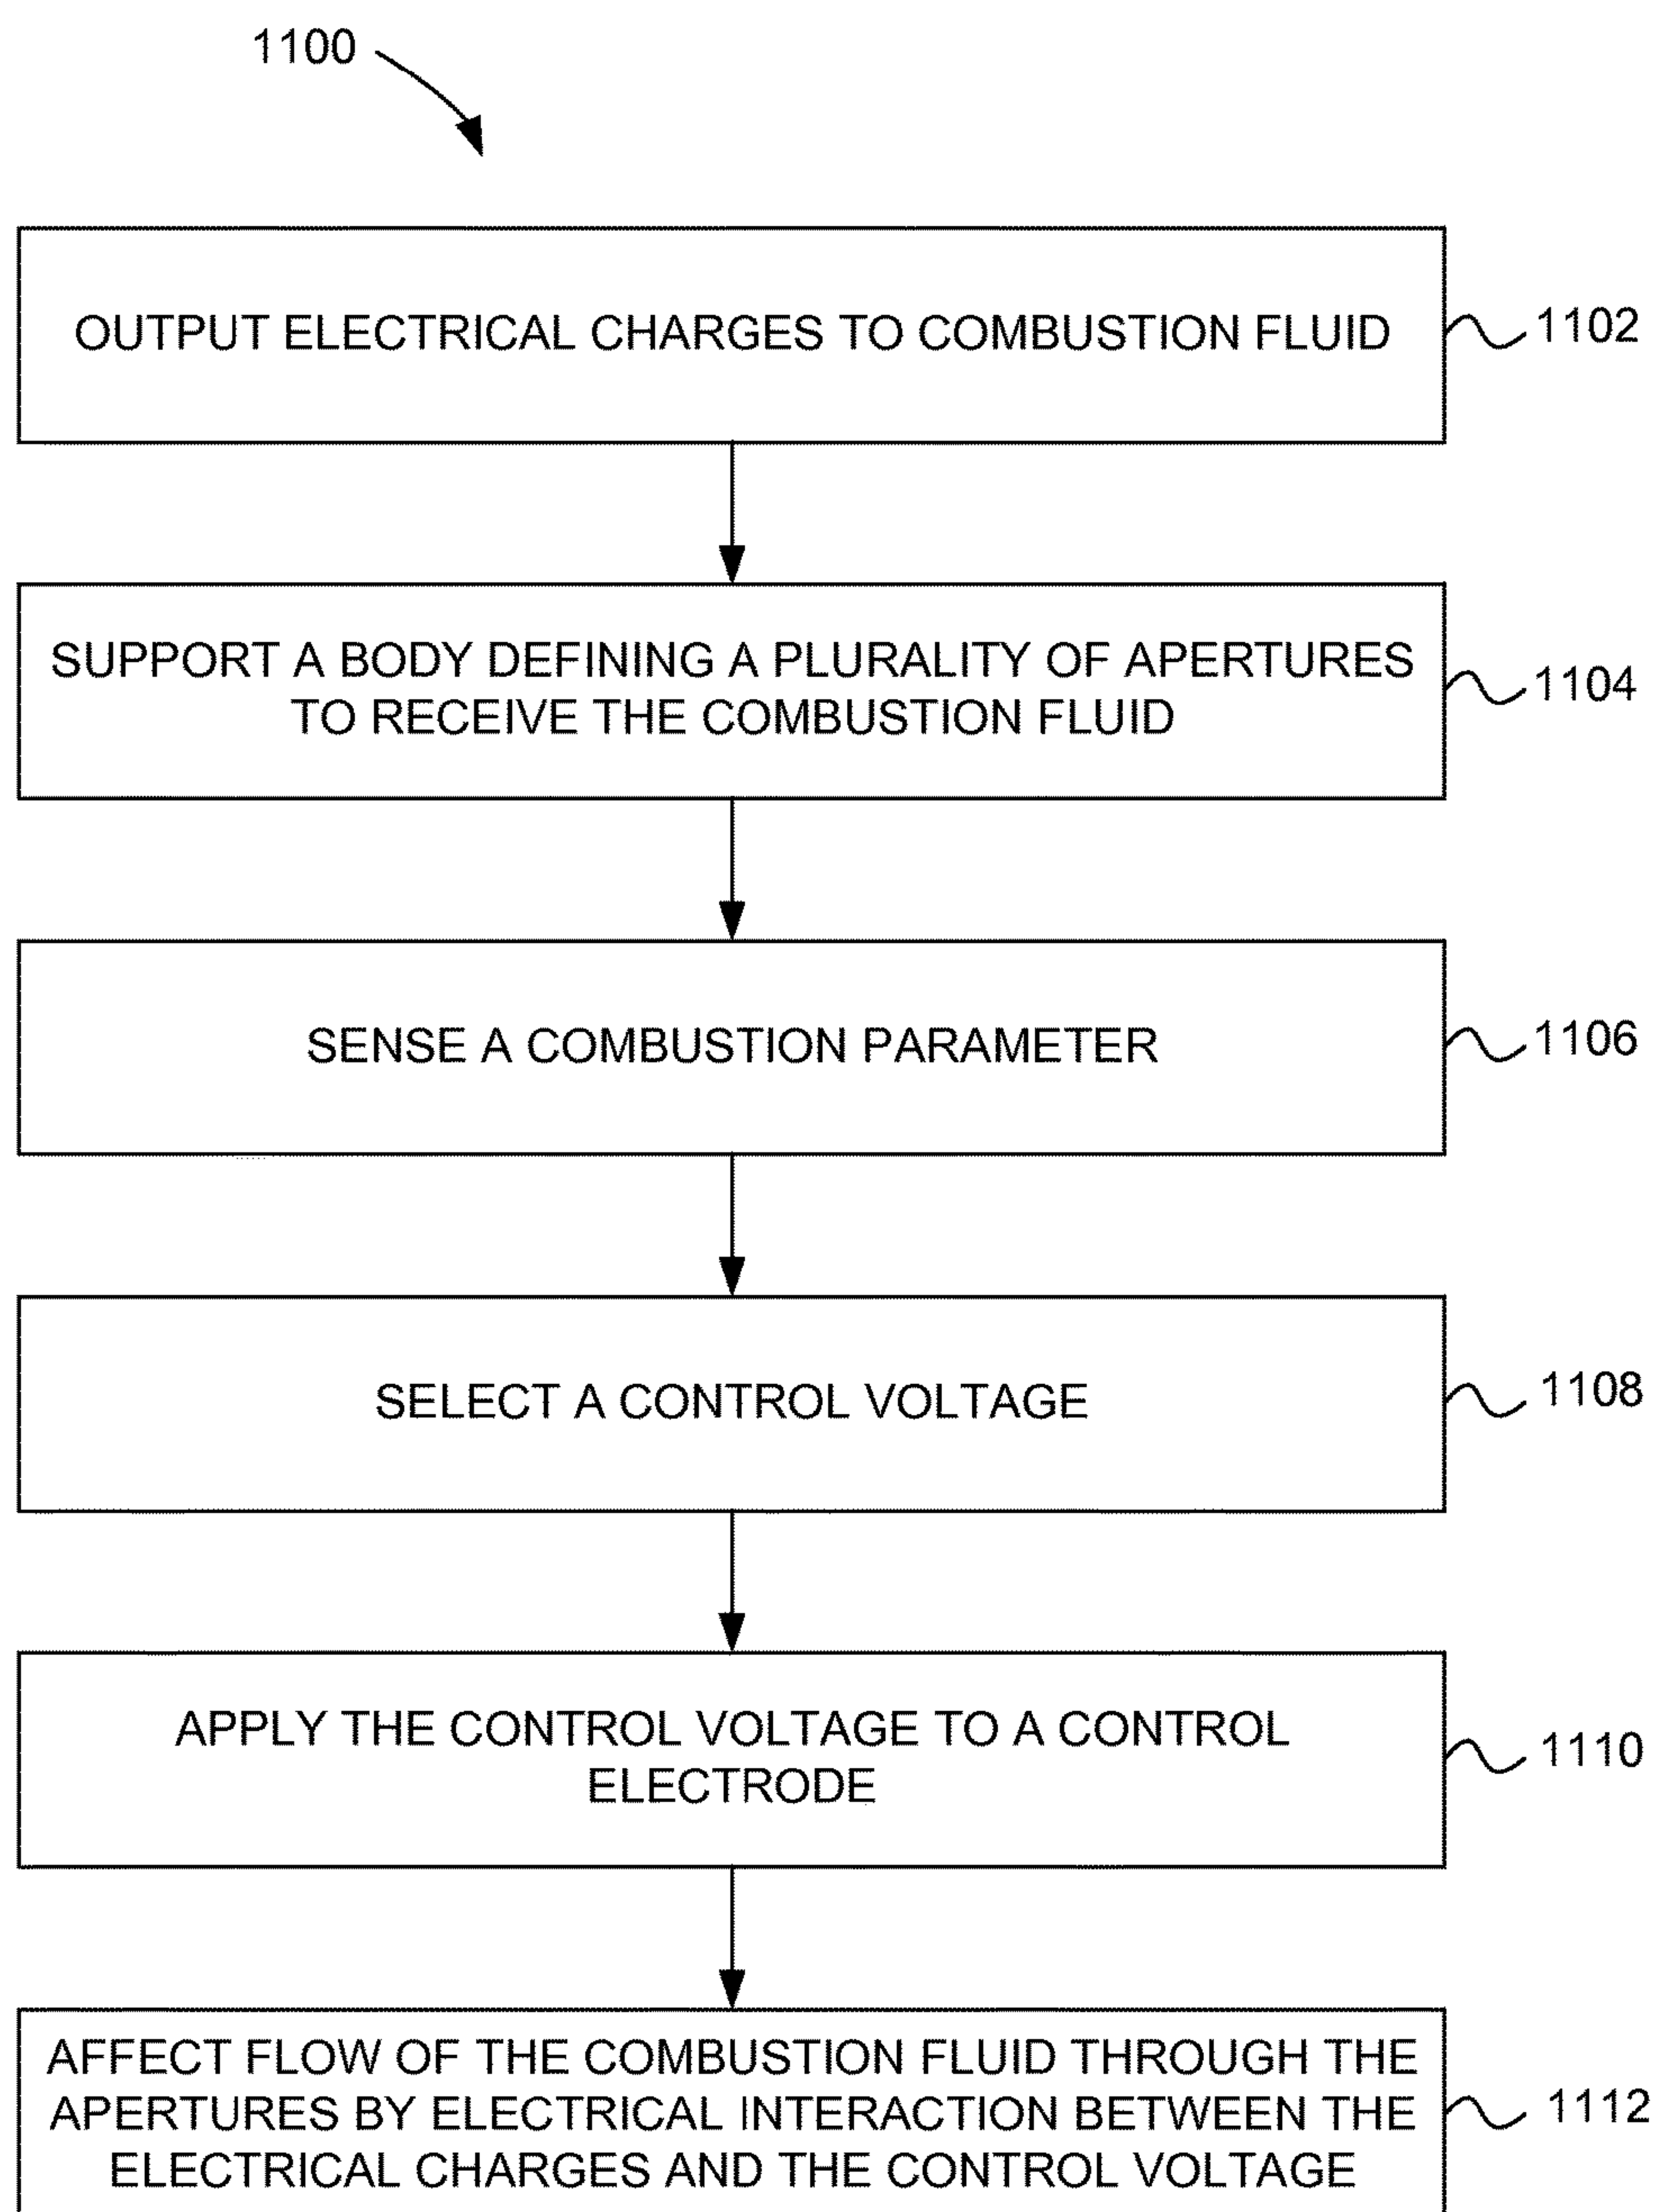 1100
OUTPUT ELECTRICAL CHARGES TO COMBUSTION FLUID
1102
SUPPORT A BODY DEFINING A PLURALITY OF APERTURES
TO RECEIVE THE COMBUSTION FLUID
1104
SENSE A COMBUSTION PARAMETER
1106
SELECT A CONTROL VOLTAGE
1108
APPLY THE CONTROL VOLTAGE TO A CONTROL
ELECTRODE
1110
AFFECT FLOW OF THE COMBUSTION FLUID THROUGH THE
APERTURES BY ELECTRICAL INTERACTION BETWEEN THE
ELECTRICAL CHARGES AND THE CONTROL VOLTAGE
1112